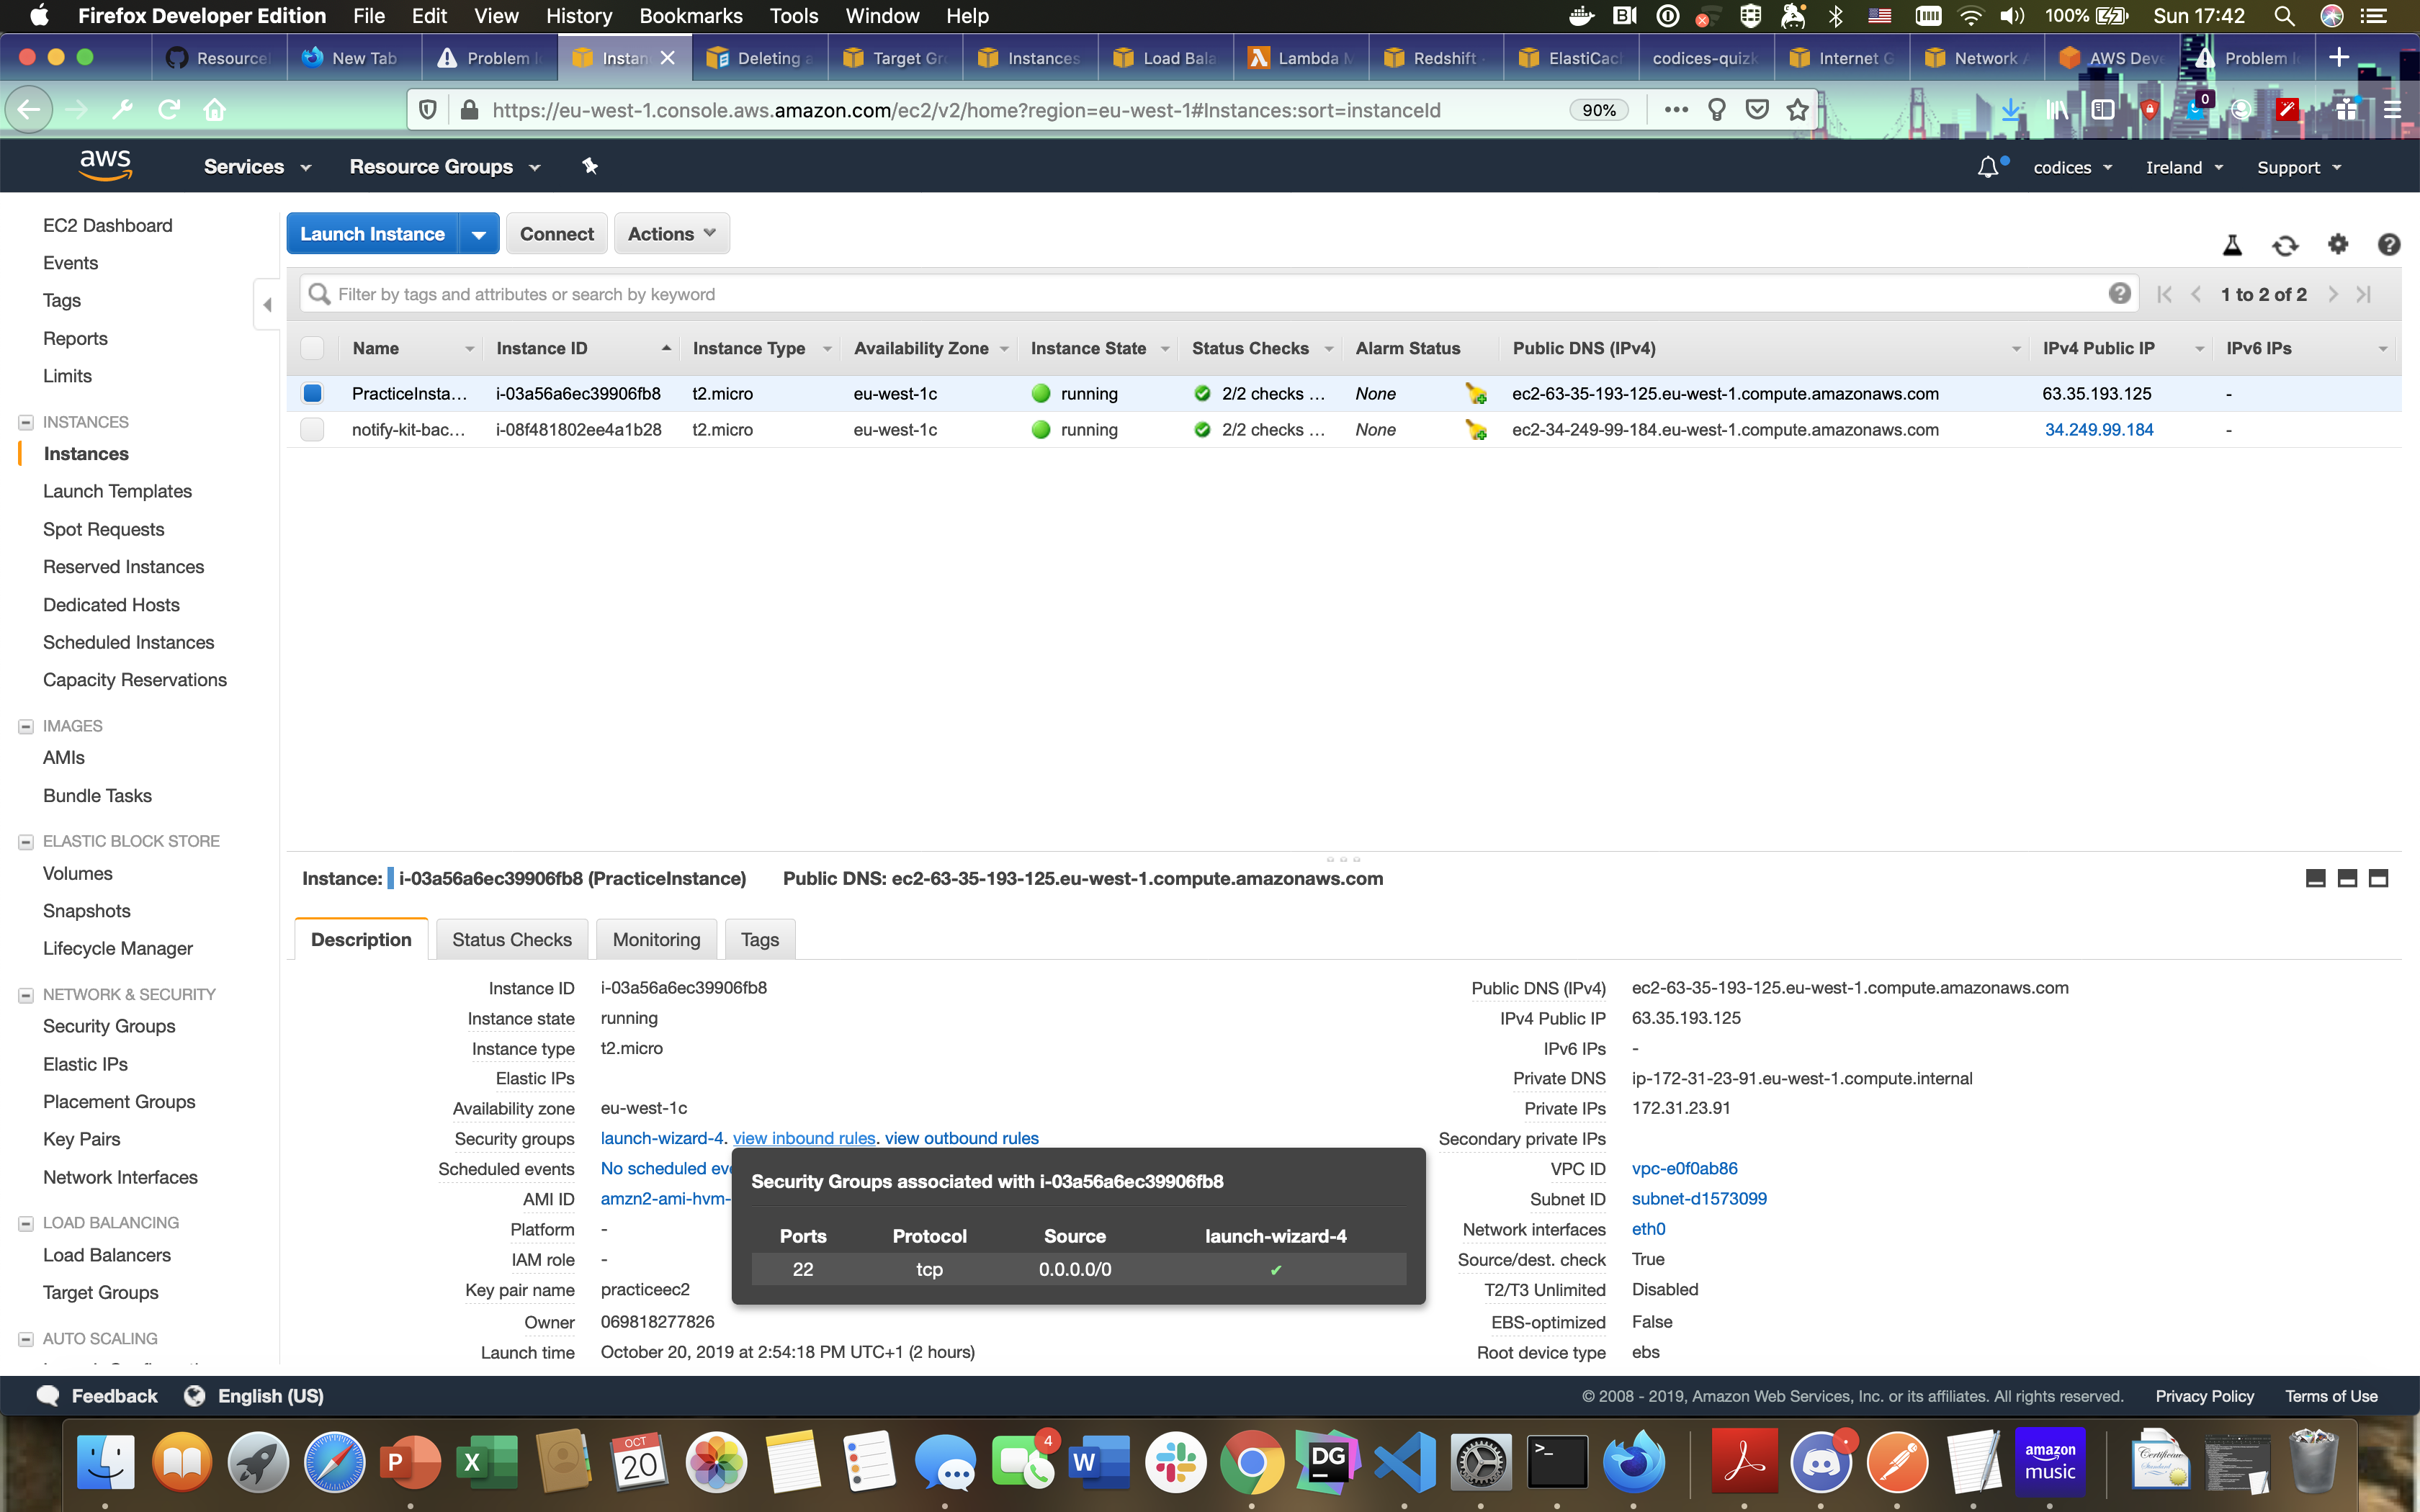 Firefox Developer Edition File Edit View History Bookmarks Tools Window Help 100% Sun 17:42
Resource New Tab Problem Instan Deleting a Target Gr Instances Load Bala Lambda Redshift ElastiCac codices-quizk Internet G Network AWS Deve Problem
https://eu-west-1.console.aws.amazon.com/ec2/v2/home?region=eu-west-1#Instances:sort=instanceId 90% 0
aws Services Resource Groups codices Ireland Support
EC2 Dashboard
Events
Tags
Reports
Limits
INSTANCES
Instances
Launch Templates
Spot Requests
Reserved Instances
Dedicated Hosts
Scheduled Instances
Capacity Reservations
IMAGES
AMIs
Bundle Tasks
ELASTIC BLOCK STORE
Volumes
Snapshots
Lifecycle Manager
NETWORK & SECURITY
Security Groups
Elastic IPs
Placement Groups
Key Pairs
Network Interfaces
LOAD BALANCING
Load Balancers
Target Groups
AUTO SCALING
Launch Instance Connect Actions
Filter by tags and attributes or search by keyword 1 to 2 of 2
Name Instance ID Instance Type Availability Zone Instance State Status Checks Alarm Status Public DNS (IPv4) IPv4 Public IP IPv6 IPs
PracticeInsta... i-03a56a6ec39906fb8 t2.micro eu-west-1c running 2/2 checks ... None ec2-63-35-193-125.eu-west-1.compute.amazonaws.com 63.35.193.125 -
notify-kit-bac... i-08f481802ee4a1b28 t2.micro eu-west-1c running 2/2 checks ... None ec2-34-249-99-184.eu-west-1.compute.amazonaws.com 34.249.99.184 -
Instance: i-03a56a6ec39906fb8 (PracticeInstance) Public DNS: ec2-63-35-193-125.eu-west-1.compute.amazonaws.com
Description Status Checks Monitoring Tags
Instance ID i-03a56a6ec39906fb8
Instance state running
Instance type t2.micro
Elastic IPs
Availability zone eu-west-1c
Security groups launch-wizard-4. view inbound rules. view outbound rules
Scheduled events No scheduled eve
AMI ID amzn2-ami-hvm-
Platform -
IAM role -
Key pair name practiceec2
Owner 069818277826
Launch time October 20, 2019 at 2:54:18 PM UTC+1 (2 hours)
Security Groups associated with i-03a56a6ec39906fb8
Ports Protocol Source launch-wizard-4
22 tcp 0.0.0.0/0 ✔
Public DNS (IPv4) ec2-63-35-193-125.eu-west-1.compute.amazonaws.com
IPv4 Public IP 63.35.193.125
IPv6 IPs -
Private DNS ip-172-31-23-91.eu-west-1.compute.internal
Private IPs 172.31.23.91
Secondary private IPs
VPC ID vpc-e0f0ab86
Subnet ID subnet-d1573099
Network interfaces eth0
Source/dest. check True
T2/T3 Unlimited Disabled
EBS-optimized False
Root device type ebs
Feedback English (US) © 2008 - 2019, Amazon Web Services, Inc. or its affiliates. All rights reserved. Privacy Policy Terms of Use
P X OCT 20 4 W DG >_ amazon music